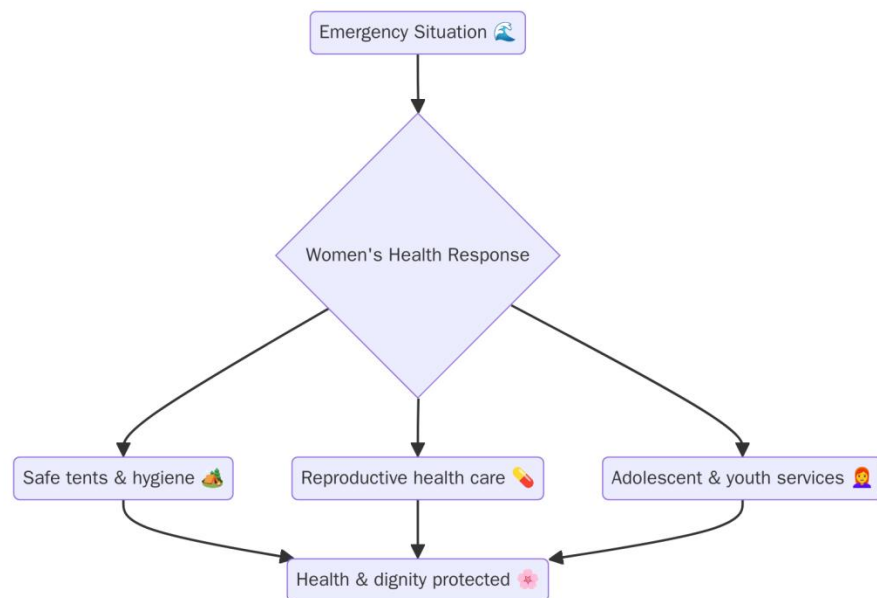 Emergency Situation 🌊
Women's Health Response
Safe tents & hygiene 🏕️
Reproductive health care 💊
Adolescent & youth services 👩‍🦰
Health & dignity protected 🌸